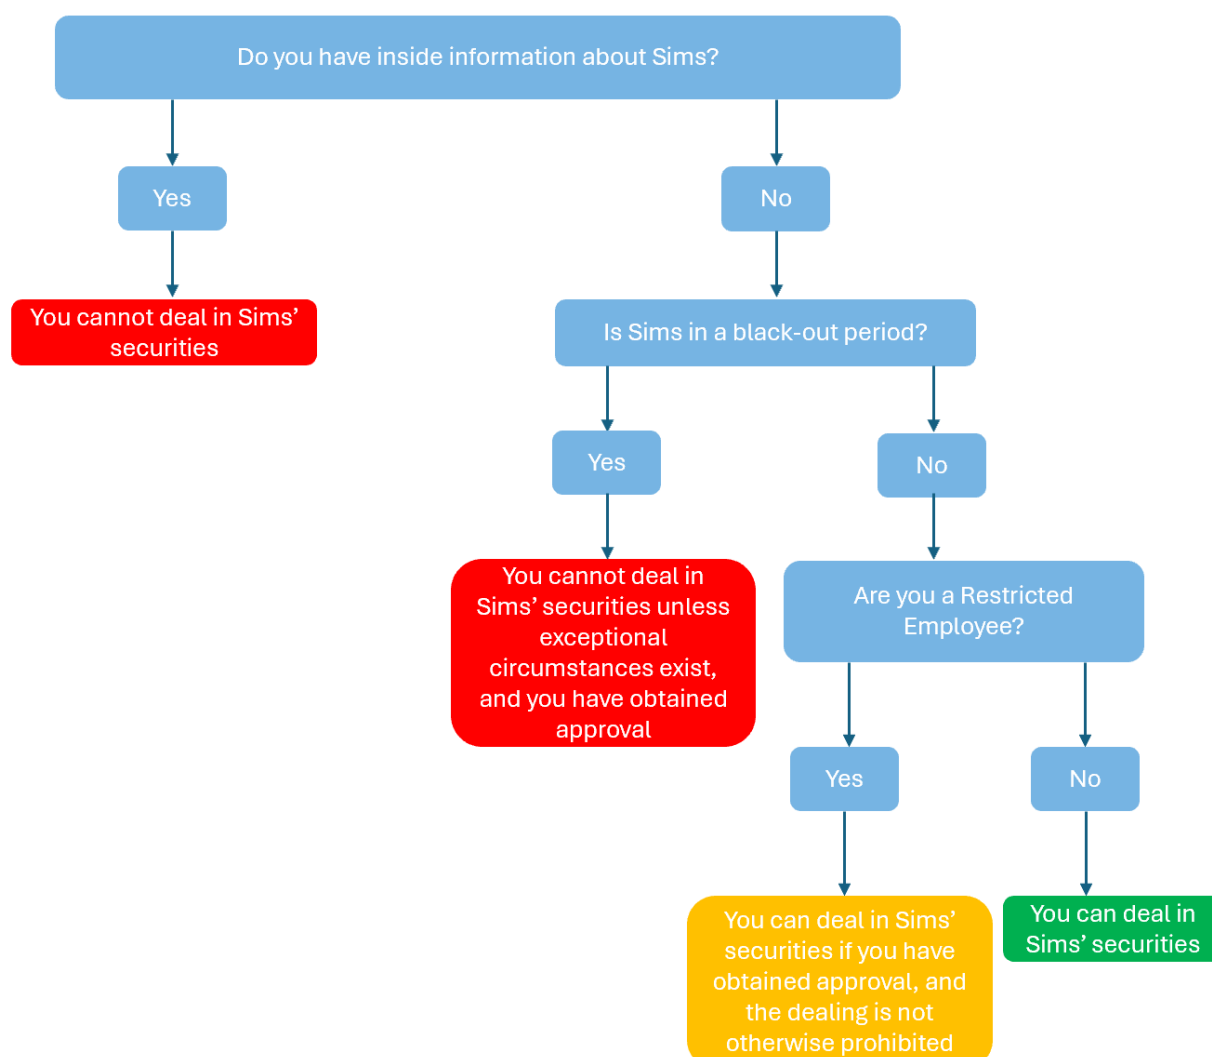 Do you have inside information about Sims?
Yes
No
You cannot deal in Sims’
securities
Is Sims in a black-out period?
Yes
No
You cannot deal in
Sims’ securities unless
exceptional
circumstances exist,
and you have obtained
approval
Are you a Restricted
Employee?
Yes
No
You can deal in Sims’
securities if you have
obtained approval, and
the dealing is not
otherwise prohibited
You can deal in
Sims’ securities